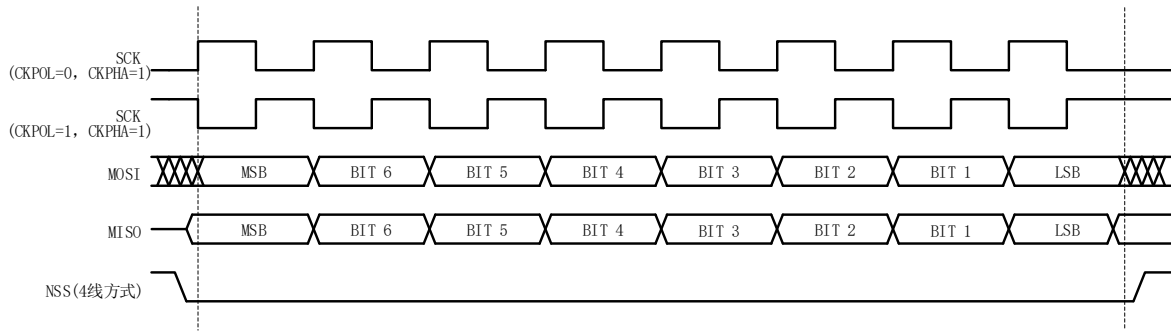 SCK
(CKPOL=0, CKPHA=1)
SCK
(CKPOL=1, CKPHA=1)
MOSI MSB BIT 6 BIT 5 BIT 4 BIT 3 BIT 2 BIT 1 LSB
MISO MSB BIT 6 BIT 5 BIT 4 BIT 3 BIT 2 BIT 1 LSB
NSS(4线方式)